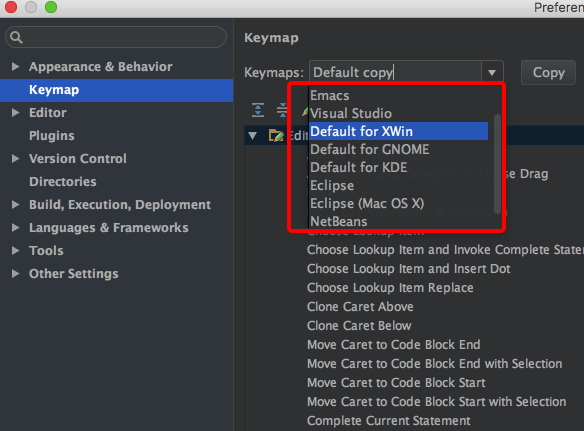 Preferen
Keymap
Appearance & Behavior
Keymap
Editor
Plugins
Version Control
Directories
Build, Execution, Deployment
Languages & Frameworks
Tools
Other Settings
Keymaps: Default copy Copy
Emacs
Visual Studio
Default for XWin
Default for GNOME
Default for KDE
Eclipse
Eclipse (Mac OS X)
NetBeans
Edit
e Drag
Choose Lookup Item
Choose Lookup Item and Invoke Complete Statem
Choose Lookup Item and Insert Dot
Choose Lookup Item Replace
Clone Caret Above
Clone Caret Below
Move Caret to Code Block End
Move Caret to Code Block End with Selection
Move Caret to Code Block Start
Move Caret to Code Block Start with Selection
Complete Current Statement